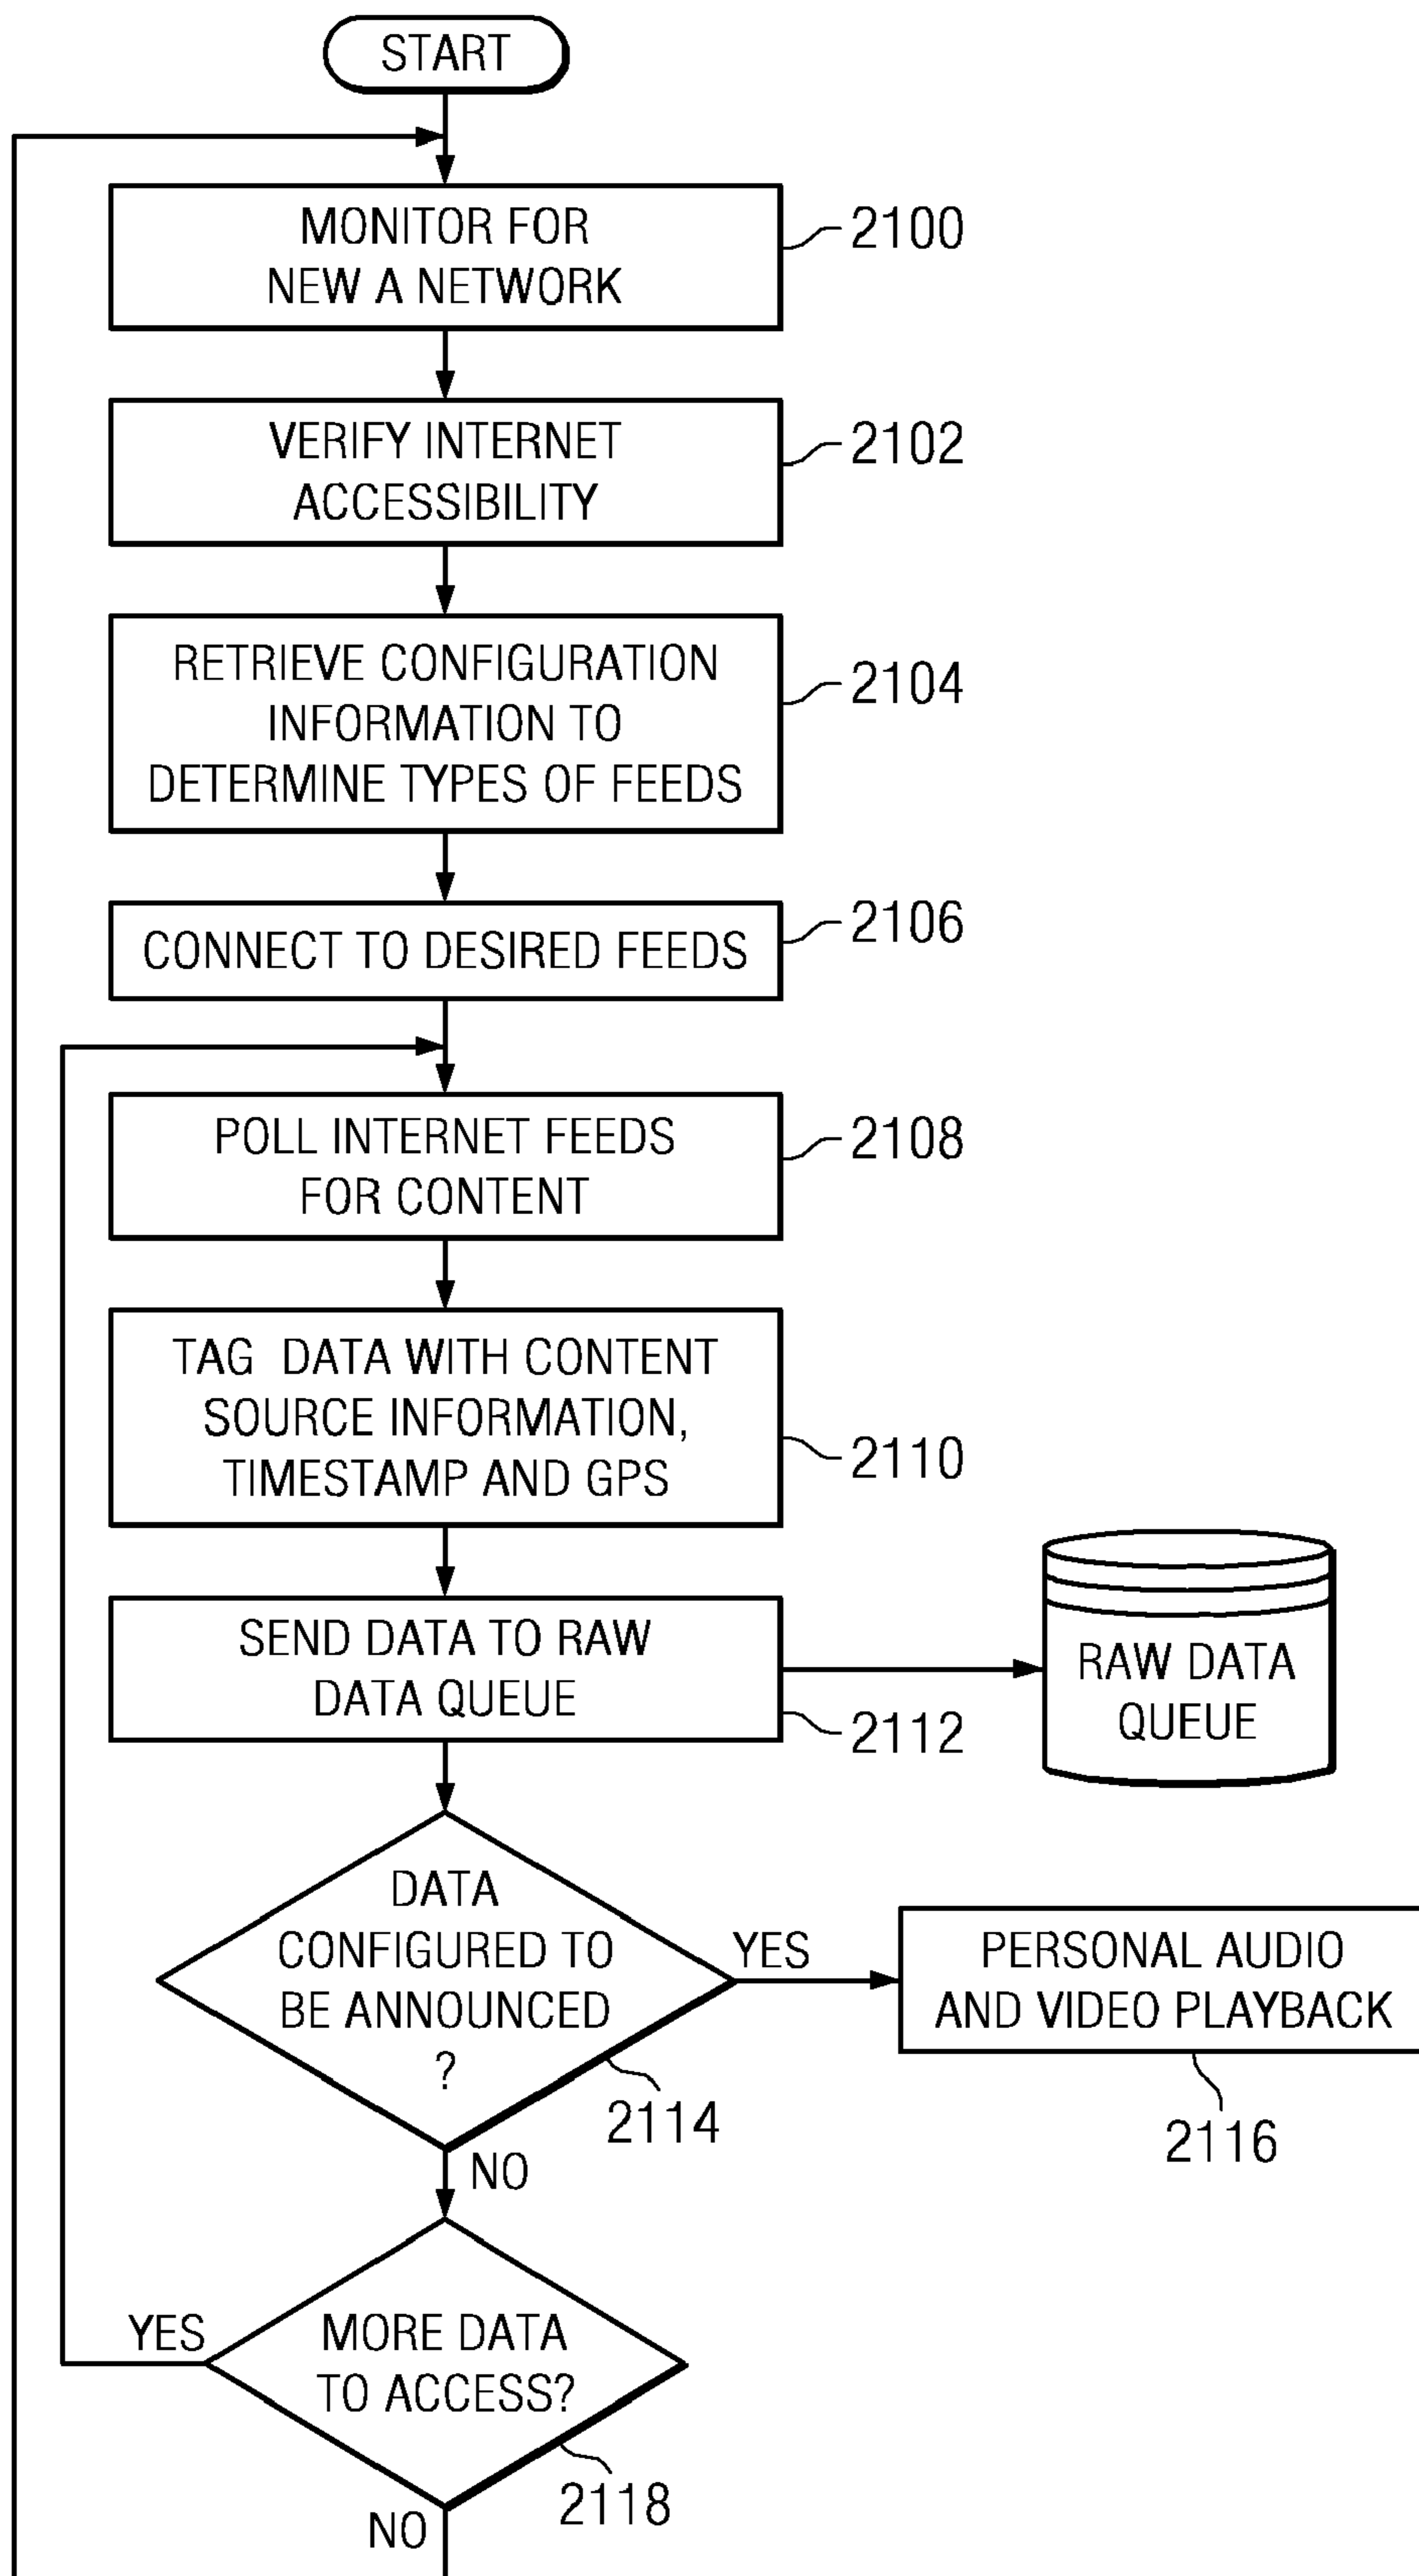 START
MONITOR FOR
NEW A NETWORK
2100
VERIFY INTERNET
ACCESSIBILITY
2102
RETRIEVE CONFIGURATION
INFORMATION TO
DETERMINE TYPES OF FEEDS
2104
CONNECT TO DESIRED FEEDS
2106
POLL INTERNET FEEDS
FOR CONTENT
2108
TAG DATA WITH CONTENT
SOURCE INFORMATION,
TIMESTAMP AND GPS
2110
SEND DATA TO RAW
DATA QUEUE
2112
RAW DATA
QUEUE
DATA
CONFIGURED TO
BE ANNOUNCED
?
2114
YES
PERSONAL AUDIO
AND VIDEO PLAYBACK
2116
NO
MORE DATA
TO ACCESS?
2118
YES
NO